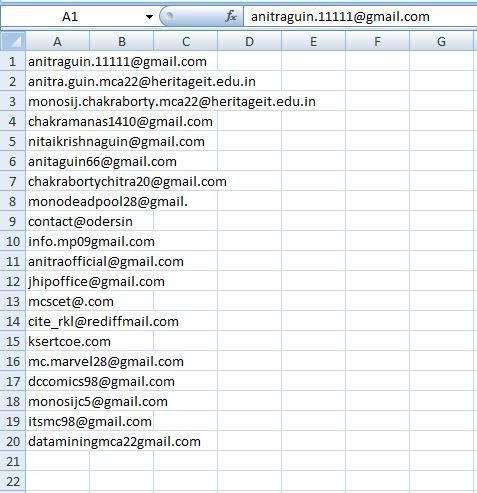 A1 fx anitraguin.11111@gmail.com
A B C D E F G
1 anitraguin.11111@gmail.com
2 anitra.guin.mca22@heritageit.edu.in
3 monosij.chakraborty.mca22@heritageit.edu.in
4 chakramanas1410@gmail.com
5 nitaikrishnaguin@gmail.com
6 anitaguin66@gmail.com
7 chakrabortychitra20@gmail.com
8 monodeadpool28@gmail.
9 contact@odersin
10 info.mp09gmail.com
11 anitraofficial@gmail.com
12 jhipoffice@gmail.com
13 mcscet@.com
14 cite_rkl@rediffmail.com
15 ksertcoe.com
16 mc.marvel28@gmail.com
17 dccomics98@gmail.com
18 monosijc5@gmail.com
19 itsmc98@gmail.com
20 dataminingmca22gmail.com
21
22